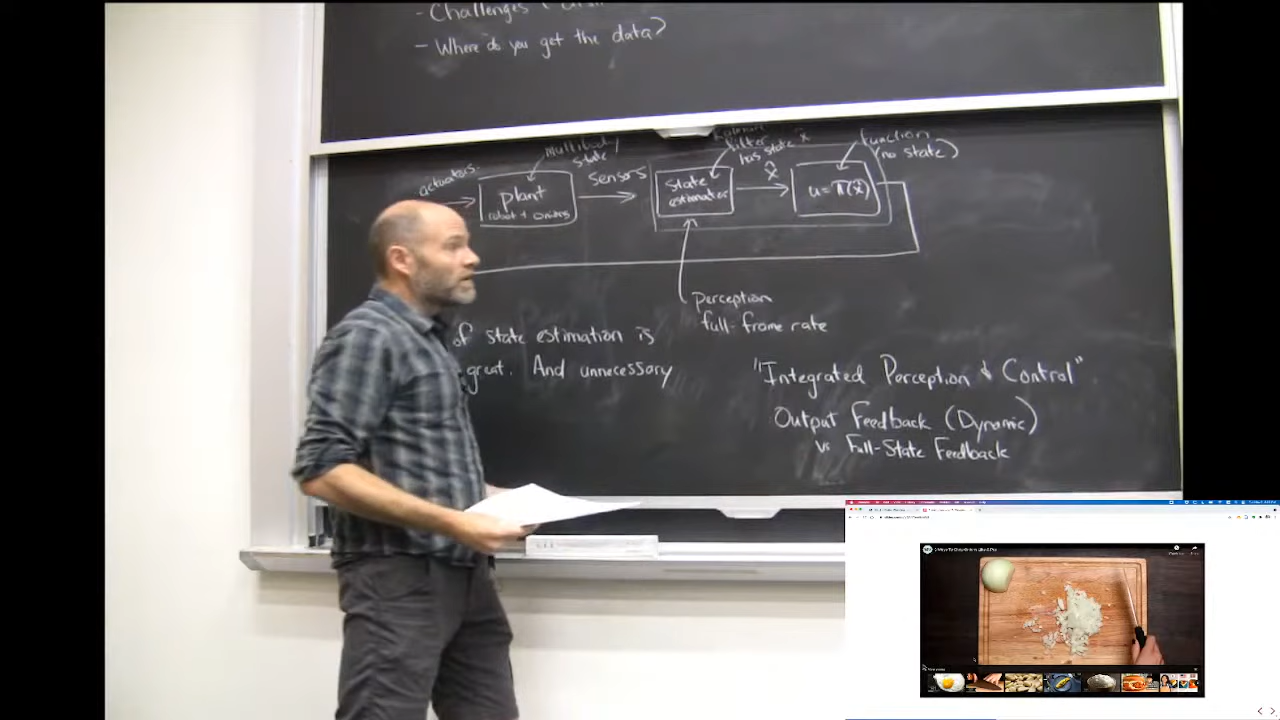 - Challenges
- Where do you get the data?
actuators
plant
robot +
multibody
state
sensors
state
estimator
Kalman
filter
has state x̂
x̂
u = π(x̂)
function
(no state)
perception
full-frame rate
of state estimation is
great. And unnecessary
"Integrated Perception & Control"
Output Feedback (Dynamic)
vs Full-State Feedback